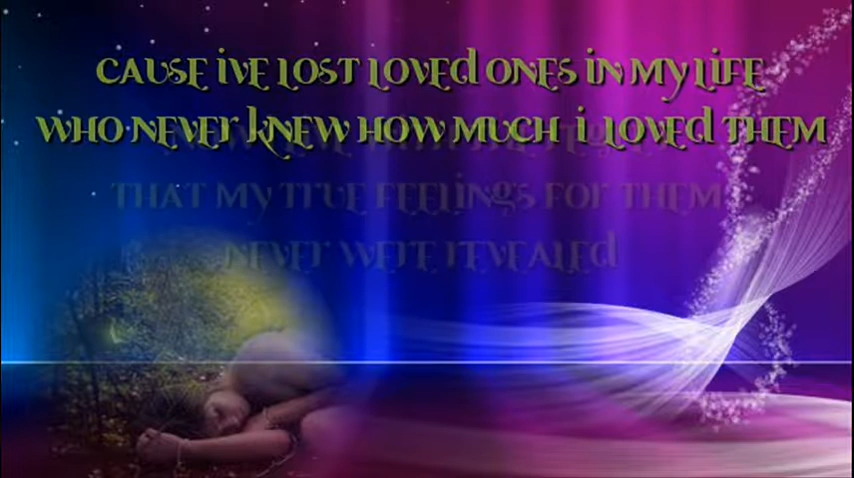 CAUSE IVE LOST LOVEd ONES iN My LiFE
WHO NEVEr kNEW HOW MUCH i LOVEd THEM
NOW
THAT My TrUE FEELiNgS FOr THEM
NEVEr WErE rEVEALEd